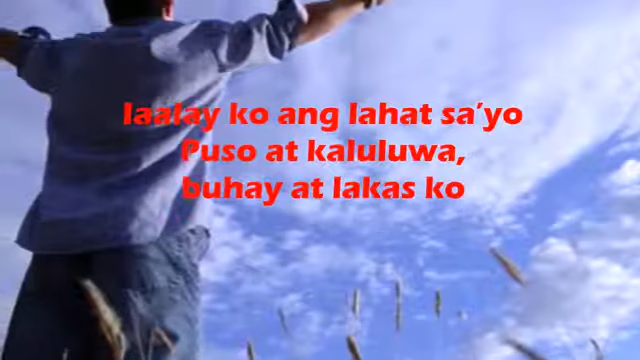 Iaalay ko ang lahat sa'yo
Puso at kaluluwa,
buhay at lakas ko